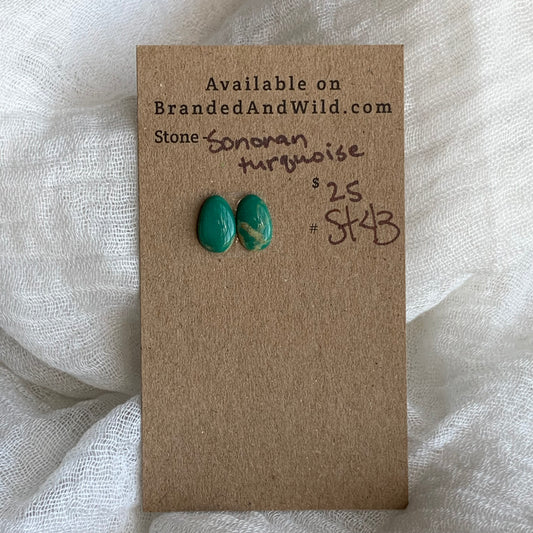 Available on
BrandedAndWild.com
Stone - Sonoran
turquoise
$ 25
# St43